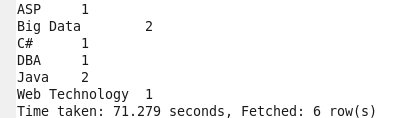 ASP 1
Big Data 2
C# 1
DBA 1
Java 2
Web Technology 1
Time taken: 71.279 seconds, Fetched: 6 row(s)